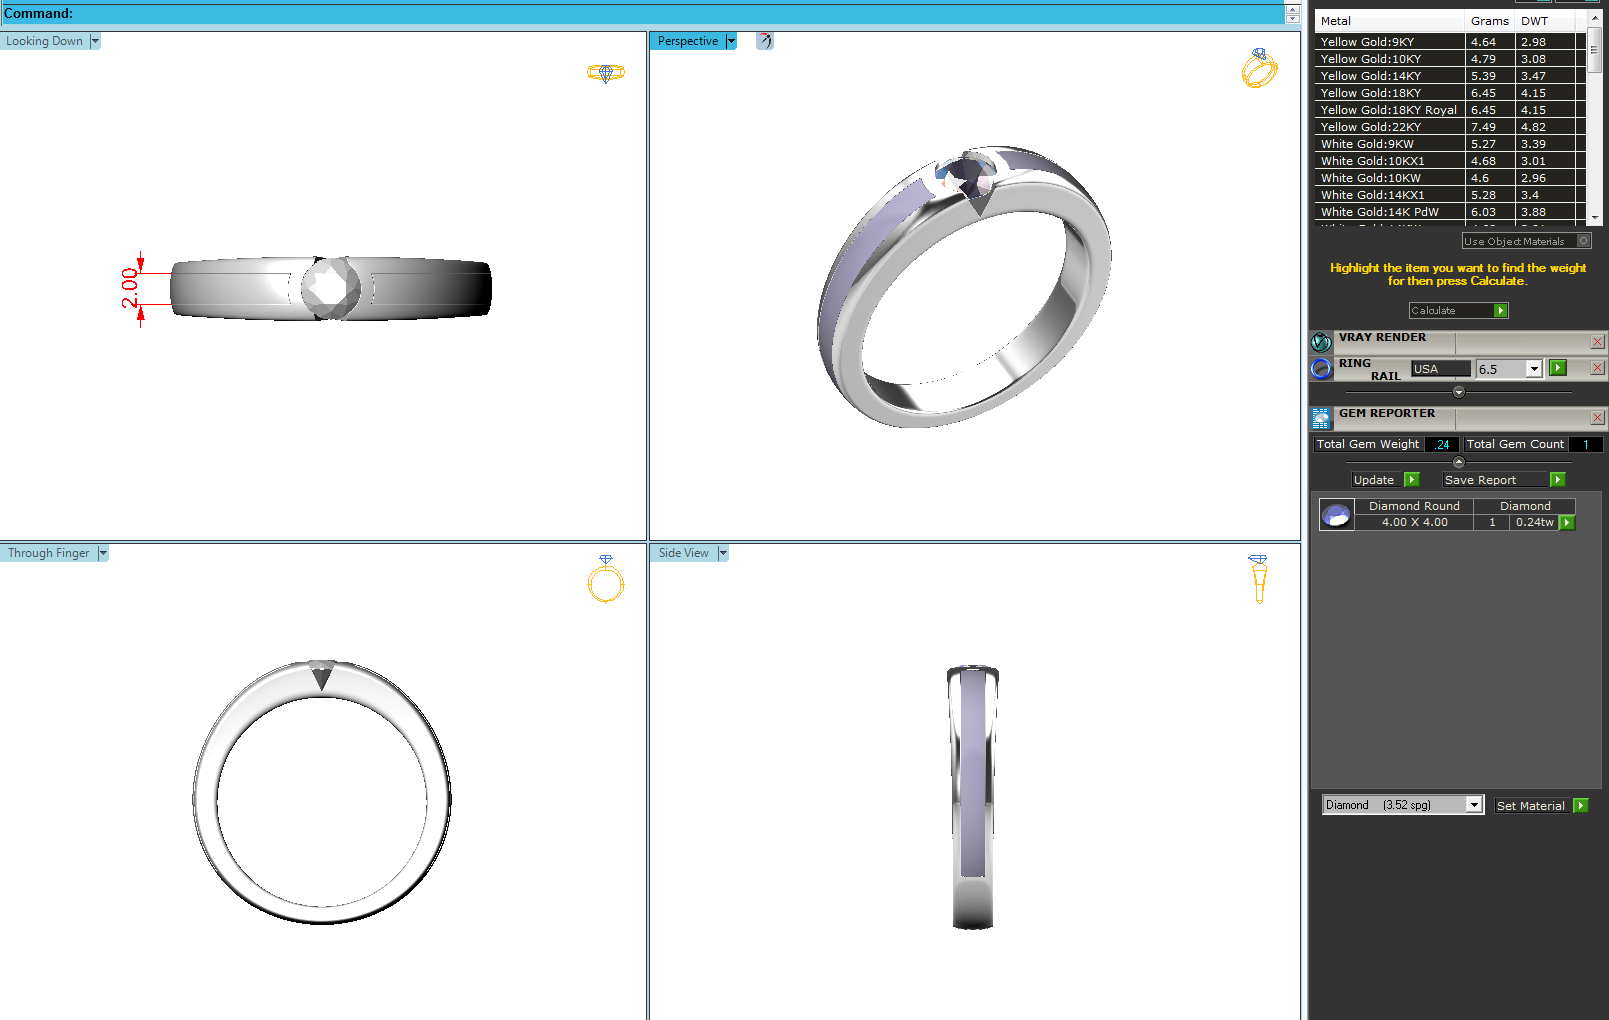 Command:
Looking Down
Perspective
2.00
Through Finger
Side View
Metal Grams DWT
Yellow Gold:9KY 4.64 2.98
Yellow Gold:10KY 4.79 3.08
Yellow Gold:14KY 5.39 3.47
Yellow Gold:18KY 6.45 4.15
Yellow Gold:18KY Royal 6.45 4.15
Yellow Gold:22KY 7.49 4.82
White Gold:9KW 5.27 3.39
White Gold:10KX1 4.68 3.01
White Gold:10KW 4.6 2.96
White Gold:14KX1 5.28 3.4
White Gold:14K PdW 6.03 3.88
Use Object Materials
Highlight the item you want to find the weight
for then press Calculate.
Calculate
VRAY RENDER
RING
RAIL USA 6.5
GEM REPORTER
Total Gem Weight .24 Total Gem Count 1
Update Save Report
Diamond Round Diamond
4.00 X 4.00 1 0.24tw
Diamond (3.52 spg) Set Material